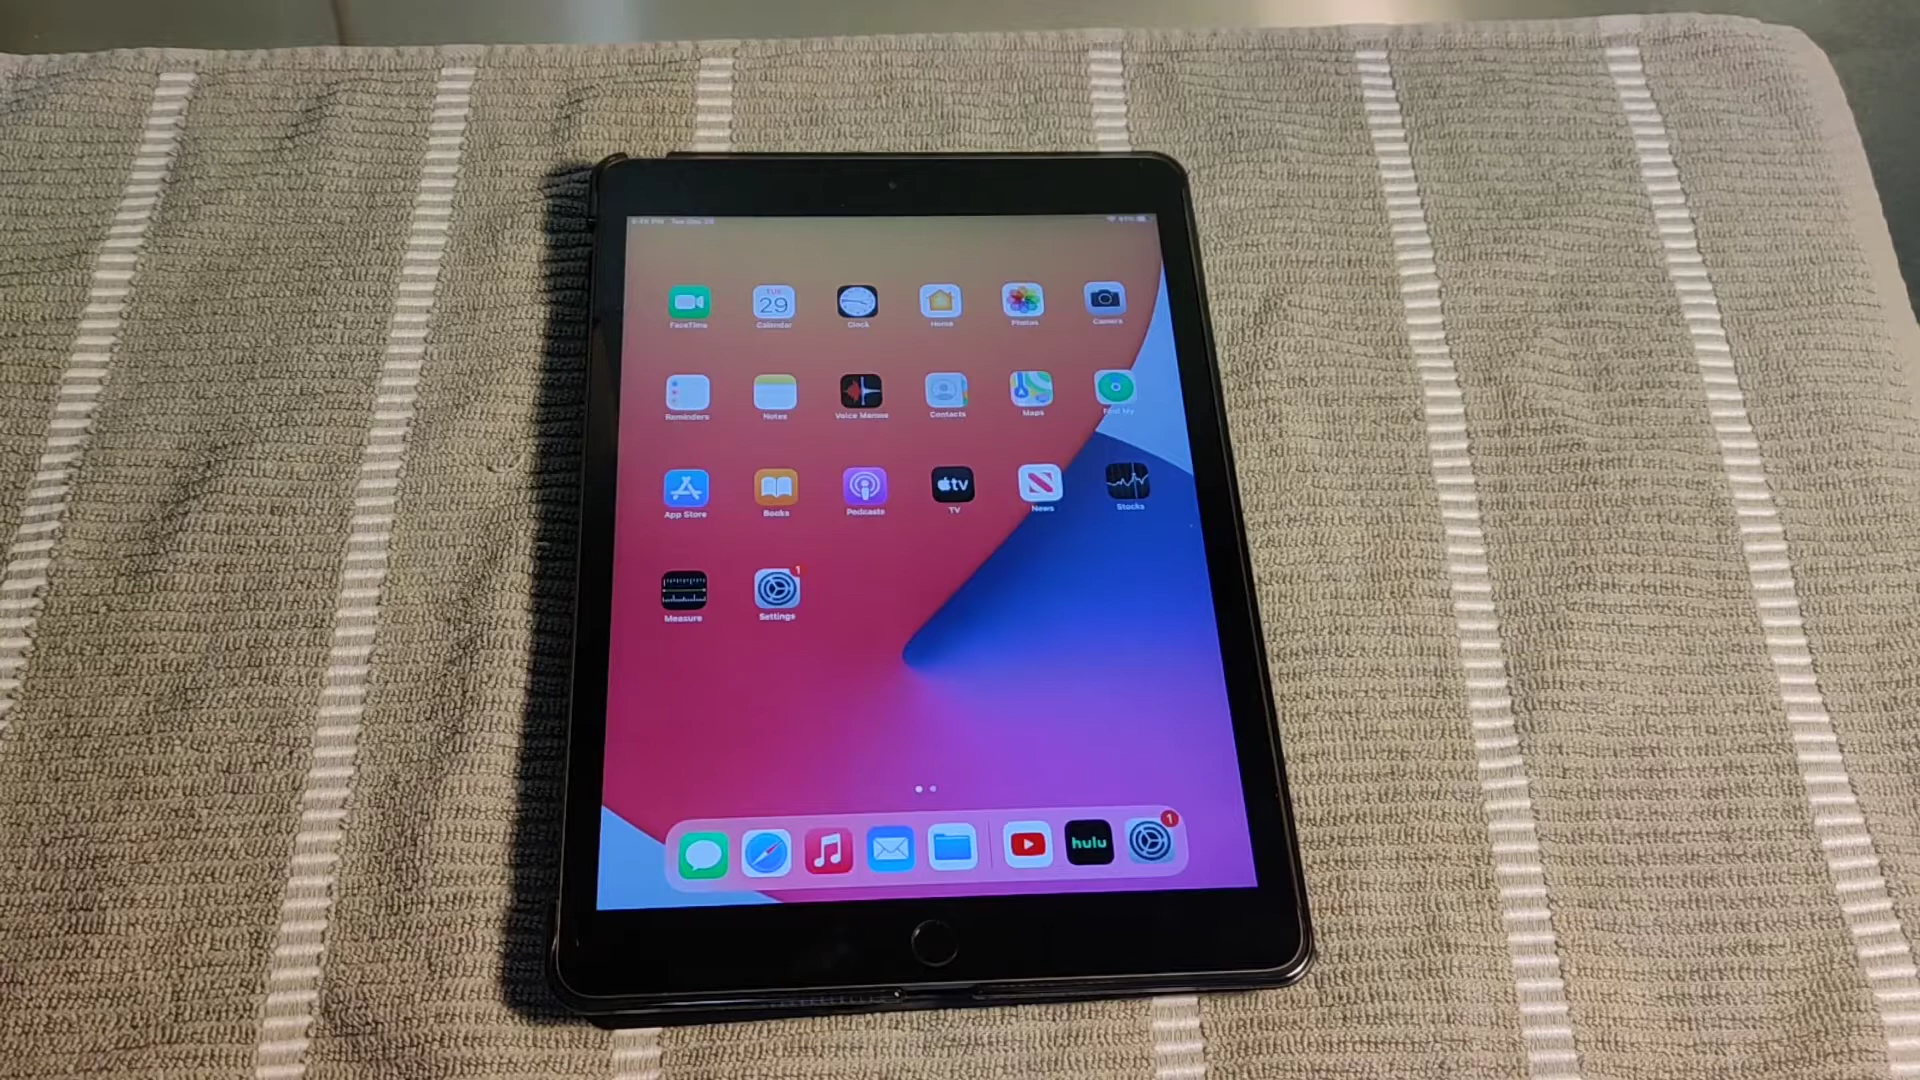 TUE
29
FaceTime Calendar Clock Home Photos Camera
Reminders Notes Voice Memos Contacts Maps Find My
tv
App Store Books Podcasts TV News Stocks
1
Measure Settings
hulu 1